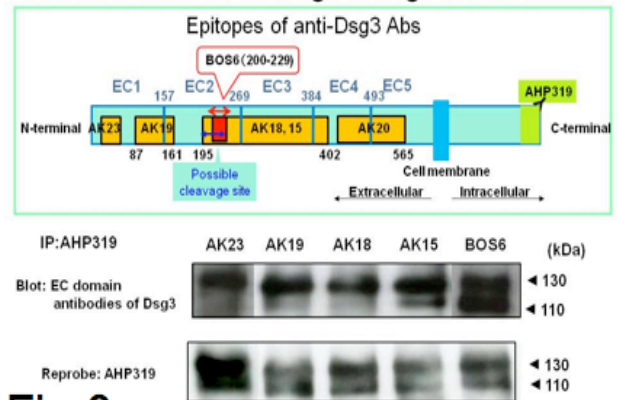 Epitopes of anti-Dsg3 Abs
BOS6(200-229)
EC1 EC2 EC3 EC4 EC5
157 269 384 493
AHP319
N-terminal AK23 AK19 AK18, 15 AK20 C-terminal
87 161 195 402 565
Possible
cleavage site
Cell membrane
Extracellular Intracellular
IP:AHP319 AK23 AK19 AK18 AK15 BOS6 (kDa)
Blot: EC domain
antibodies of Dsg3
130
110
Reprobe: AHP319
130
110